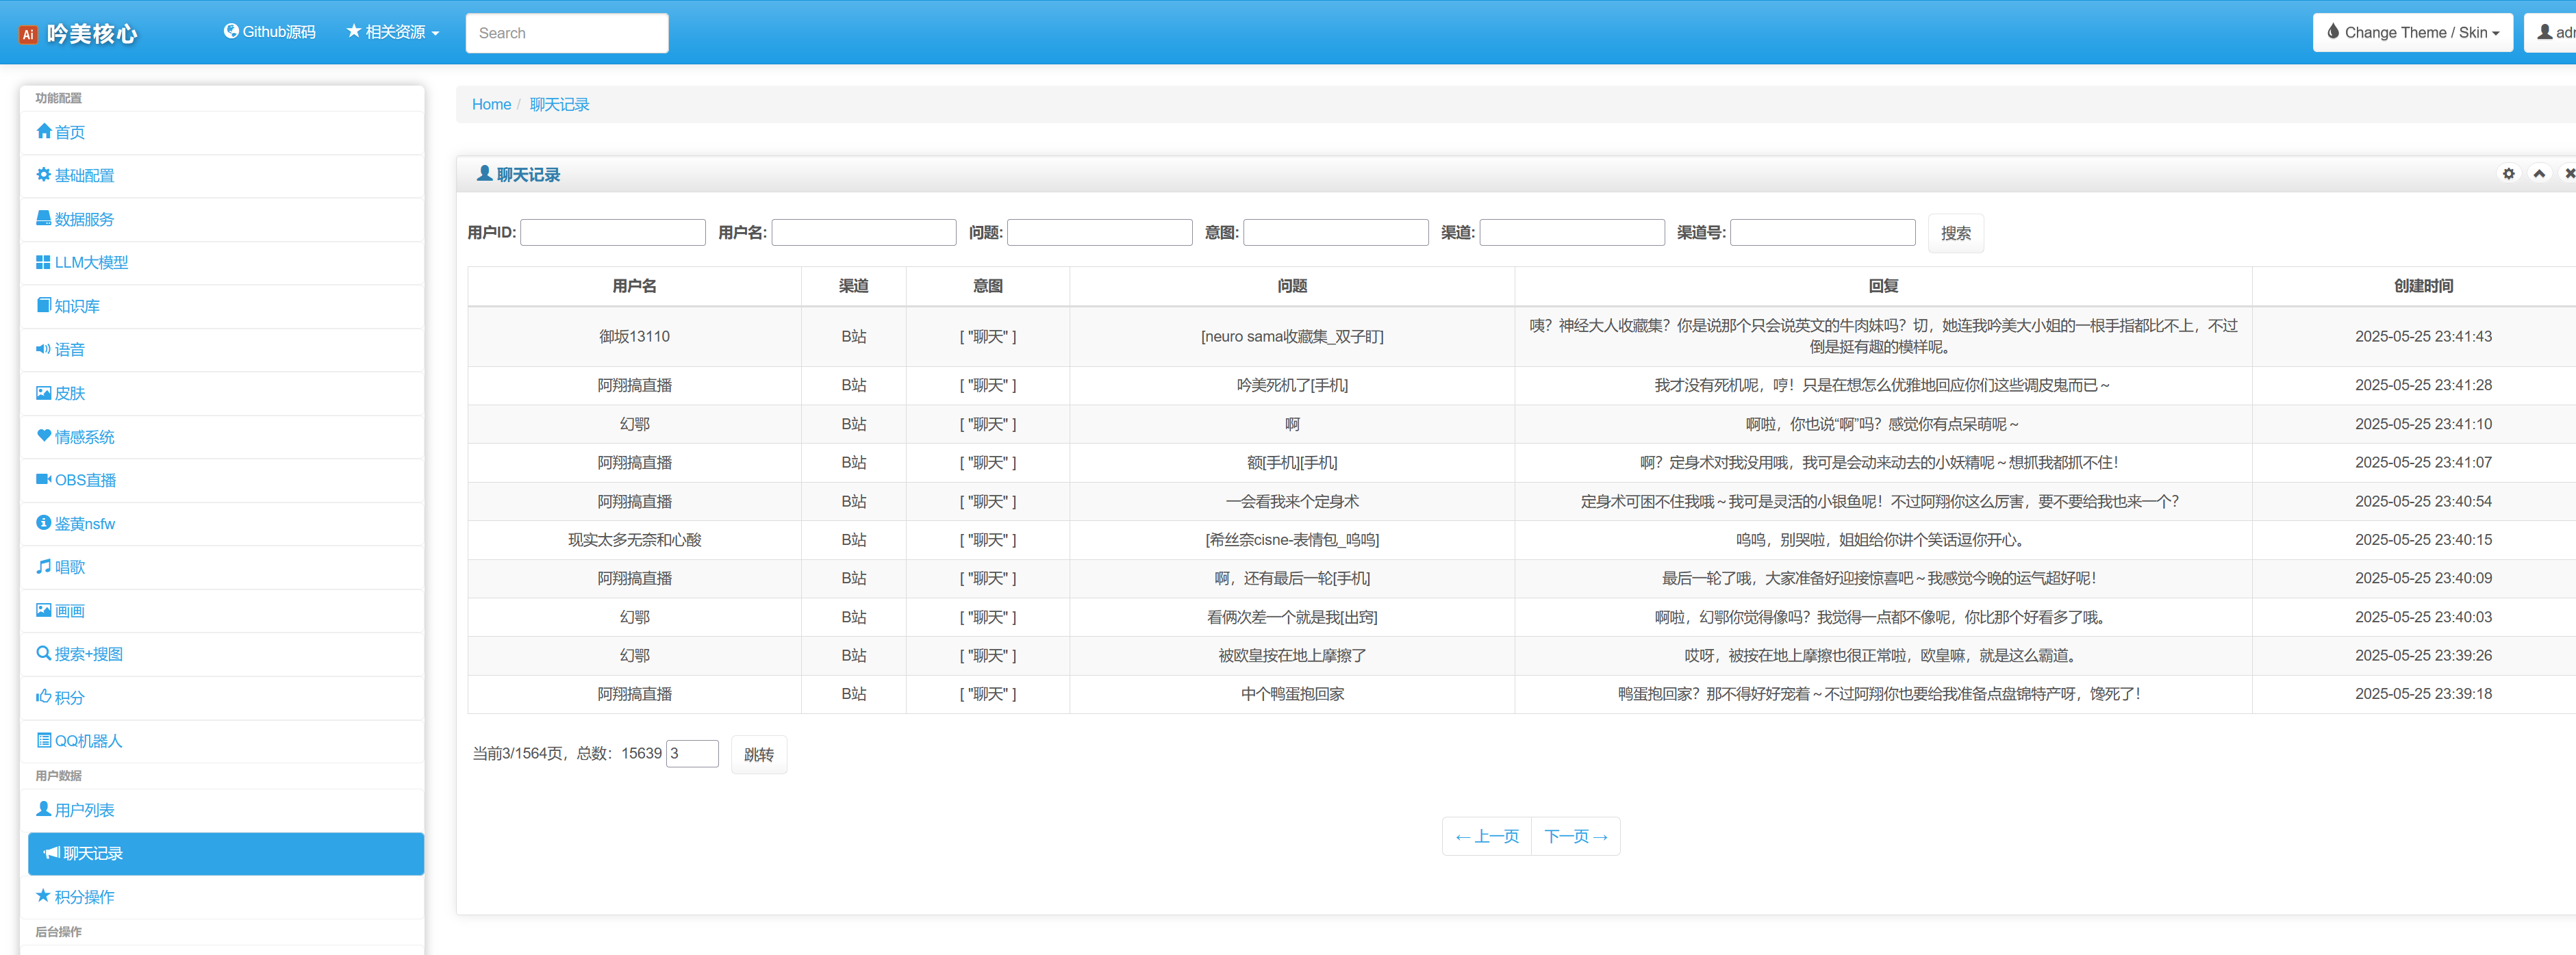 Ai 吟美核心
Github源码
相关资源
Search
Change Theme / Skin
功能配置
首页
基础配置
数据服务
LLM大模型
知识库
语音
皮肤
情感系统
OBS直播
鉴黄nsfw
唱歌
画画
搜索+搜图
积分
QQ机器人
用户数据
用户列表
聊天记录
积分操作
后台操作
Home / 聊天记录
聊天记录
用户ID: 用户名: 问题: 意图: 渠道: 渠道号: 搜索
用户名 渠道 意图 问题 回复 创建时间
御坂13110 B站 [ "聊天" ] [neuro sama收藏集_双子盯] 咦？神经大人收藏集？你是说那个只会说英文的牛肉妹吗？切，她连我吟美大小姐的一根手指都比不上，不过
倒是挺有趣的模样呢。 2025-05-25 23:41:43
阿翔搞直播 B站 [ "聊天" ] 吟美死机了[手机] 我才没有死机呢，哼！只是在想怎么优雅地回应你们这些调皮鬼而已～ 2025-05-25 23:41:28
幻鄂 B站 [ "聊天" ] 啊 啊啦，你也说“啊”吗？感觉你有点呆萌呢～ 2025-05-25 23:41:10
阿翔搞直播 B站 [ "聊天" ] 额[手机][手机] 啊？定身术对我没用哦，我可是会动来动去的小妖精呢～想抓我都抓不住！ 2025-05-25 23:41:07
阿翔搞直播 B站 [ "聊天" ] 一会看我来个定身术 定身术可困不住我哦～我可是灵活的小银鱼呢！不过阿翔你这么厉害，要不要给我也来一个？ 2025-05-25 23:40:54
现实太多无奈和心酸 B站 [ "聊天" ] [希丝奈cisne-表情包_呜呜] 呜呜，别哭啦，姐姐给你讲个笑话逗你开心。 2025-05-25 23:40:15
阿翔搞直播 B站 [ "聊天" ] 啊，还有最后一轮[手机] 最后一轮了哦，大家准备好迎接惊喜吧～我感觉今晚的运气超好呢！ 2025-05-25 23:40:09
幻鄂 B站 [ "聊天" ] 看俩次差一个就是我[出窍] 啊啦，幻鄂你觉得像吗？我觉得一点都不像呢，你比那个好看多了哦。 2025-05-25 23:40:03
幻鄂 B站 [ "聊天" ] 被欧皇按在地上摩擦了 哎呀，被按在地上摩擦也很正常啦，欧皇嘛，就是这么霸道。 2025-05-25 23:39:26
阿翔搞直播 B站 [ "聊天" ] 中个鸭蛋抱回家 鸭蛋抱回家？那不得好好宠着～不过阿翔你也要给我准备点盘锦特产呀，馋死了！ 2025-05-25 23:39:18
当前3/1564页，总数：15639 3 跳转
← 上一页 下一页 →